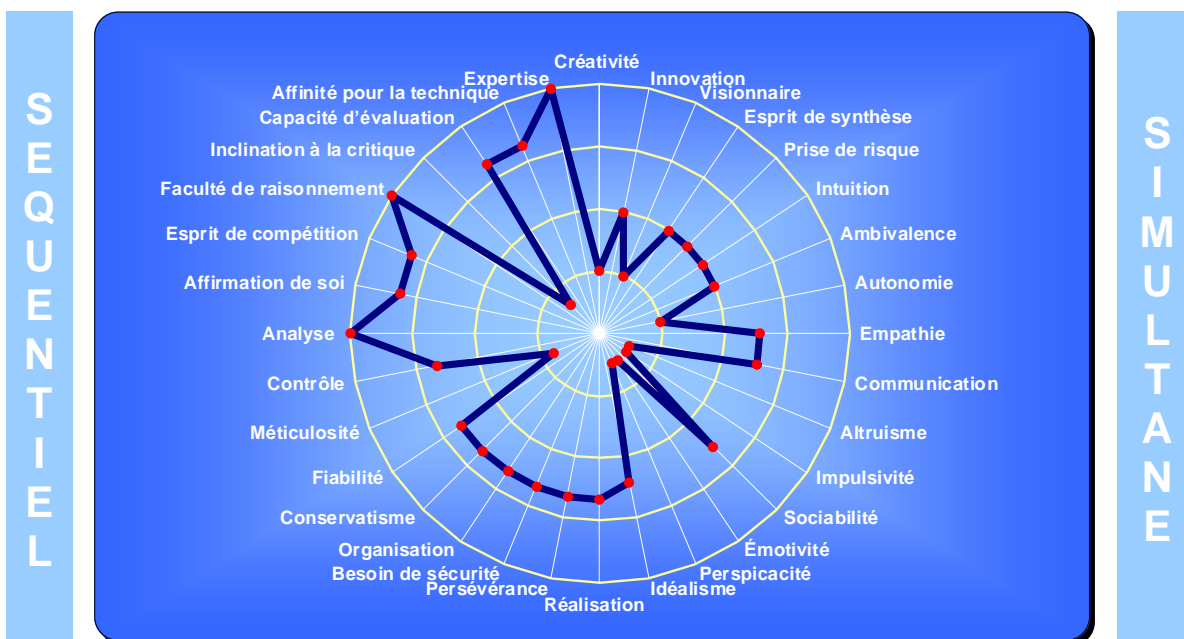 SEQUENTIEL
Créativité
Innovation
Visionnaire
Esprit de synthèse
Prise de risque
Intuition
Ambivalence
Autonomie
Empathie
Communication
Altruisme
Impulsivité
Sociabilité
Émotivité
Perspicacité
Idéalisme
Réalisation
Persévérance
Besoin de sécurité
Organisation
Conservatisme
Fiabilité
Méticulosité
Contrôle
Analyse
Affirmation de soi
Esprit de compétition
Faculté de raisonnement
Inclination à la critique
Capacité d’évaluation
Affinité pour la technique
Expertise
SIMULTANE